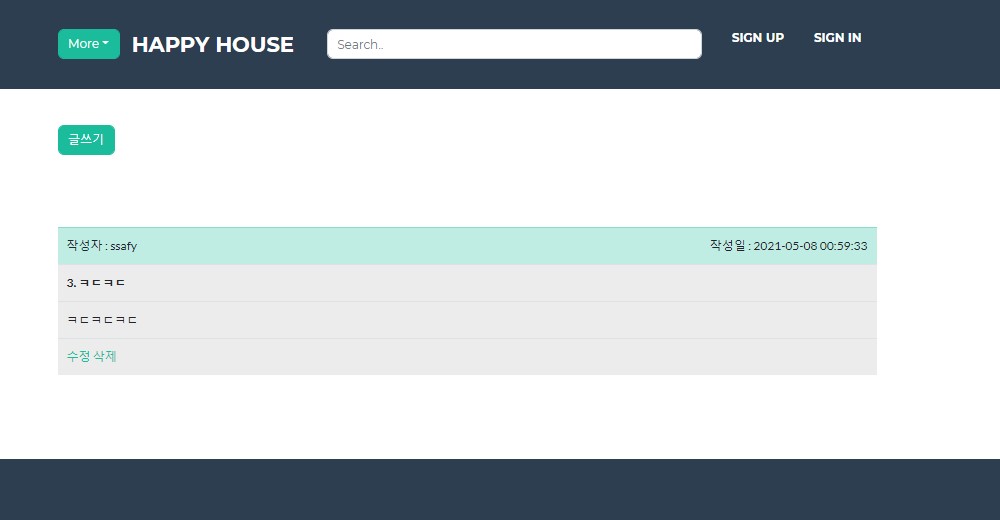 More HAPPY HOUSE Search.. SIGN UP SIGN IN
글쓰기
작성자 : ssafy 작성일 : 2021-05-08 00:59:33
3. ㅋㄷㅋㄷ
ㅋㄷㅋㄷㅋㄷ
수정 삭제